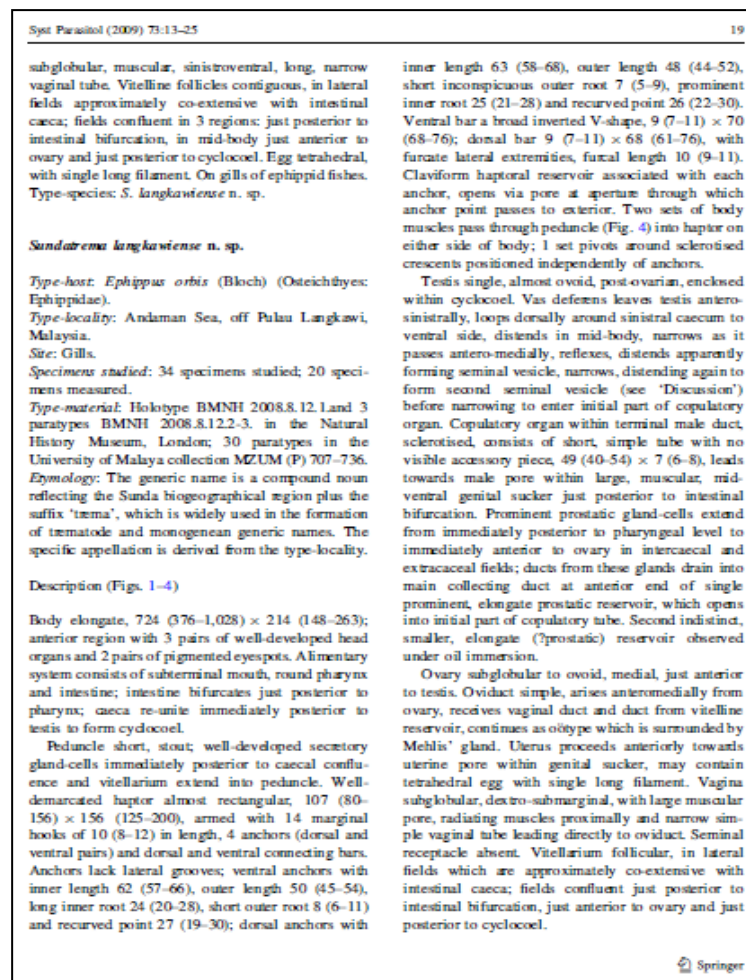 Syst Parasitol (2009) 73:13–25 19
subglobular, muscular, sinistroventral, long, narrow
vaginal tube. Vitelline follicles contiguous, in lateral
fields approximately co-extensive with intestinal
caeca; fields confluent in 3 regions: just posterior to
intestinal bifurcation, in mid-body just anterior to
ovary and just posterior to cyclocoel. Egg tetrahedral,
with single long filament. On gills of ephippid fishes.
Type-species: S. langkawiense n. sp.
Sundatrema langkawiense n. sp.
Type-host: Ephippus orbis (Bloch) (Osteichthyes:
Ephippidae).
Type-locality: Andaman Sea, off Pulau Langkawi,
Malaysia.
Site: Gills.
Specimens studied: 34 specimens studied; 20 speci-
mens measured.
Type-material: Holotype BMNH 2008.8.12.1.and 3
paratypes BMNH 2008.8.12.2-3. in the Natural
History Museum, London; 30 paratypes in the
University of Malaya collection MZUM (P) 707–736.
Etymology: The generic name is a compound noun
reflecting the Sunda biogeographical region plus the
suffix ‘trema’, which is widely used in the formation
of trematode and monogenean generic names. The
specific appellation is derived from the type-locality.
Description (Figs. 1–4)
Body elongate, 724 (376–1,028) × 214 (148–263);
anterior region with 3 pairs of well-developed head
organs and 2 pairs of pigmented eyespots. Alimentary
system consists of subterminal mouth, round pharynx
and intestine; intestine bifurcates just posterior to
pharynx; caeca re-unite immediately posterior to
testis to form cyclocoel.
Peduncle short, stout; well-developed secretory
gland-cells immediately posterior to caecal conflu-
ence and vitellarium extend into peduncle. Well-
demarcated haptor almost rectangular, 107 (80–
156) × 156 (125–200), armed with 14 marginal
hooks of 10 (8–12) in length, 4 anchors (dorsal and
ventral pairs) and dorsal and ventral connecting bars.
Anchors lack lateral grooves; ventral anchors with
inner length 62 (57–66), outer length 50 (45–54),
long inner root 24 (20–28), short outer root 8 (6–11)
and recurved point 27 (19–30); dorsal anchors with
inner length 63 (58–68), outer length 48 (44–52),
short inconspicuous outer root 7 (5–9), prominent
inner root 25 (21–28) and recurved point 26 (22–30).
Ventral bar a broad inverted V-shape, 9 (7–11) × 70
(68–76); dorsal bar 9 (7–11) × 68 (61–76), with
furcate lateral extremities, furcal length 10 (9–11).
Claviform haptoral reservoir associated with each
anchor, opens via pore at aperture through which
anchor point passes to exterior. Two sets of body
muscles pass through peduncle (Fig. 4) into haptor on
either side of body; 1 set pivots around sclerotised
crescents positioned independently of anchors.
Testis single, almost ovoid, post-ovarian, enclosed
within cyclocoel. Vas deferens leaves testis antero-
sinistrally, loops dorsally around sinistral caecum to
ventral side, distends in mid-body, narrows as it
passes antero-medially, reflexes, distends apparently
forming seminal vesicle, narrows, distending again to
form second seminal vesicle (see ‘Discussion’)
before narrowing to enter initial part of copulatory
organ. Copulatory organ within terminal male duct,
sclerotised, consists of short, simple tube with no
visible accessory piece, 49 (40–54) × 7 (6–8), leads
towards male pore within large, muscular, mid-
ventral genital sucker just posterior to intestinal
bifurcation. Prominent prostatic gland-cells extend
from immediately posterior to pharyngeal level to
immediately anterior to ovary in intercaecal and
extracaceal fields; ducts from these glands drain into
main collecting duct at anterior end of single
prominent, elongate prostatic reservoir, which opens
into initial part of copulatory tube. Second indistinct,
smaller, elongate (?prostatic) reservoir observed
under oil immersion.
Ovary subglobular to ovoid, medial, just anterior
to testis. Oviduct simple, arises anteromedially from
ovary, receives vaginal duct and duct from vitelline
reservoir, continues as oötype which is surrounded by
Mehlis’ gland. Uterus proceeds anteriorly towards
uterine pore within genital sucker, may contain
tetrahedral egg with single long filament. Vagina
subglobular, dextro-submarginal, with large muscular
pore, radiating muscles proximally and narrow sim-
ple vaginal tube leading directly to oviduct. Seminal
receptacle absent. Vitellarium follicular, in lateral
fields which are approximately co-extensive with
intestinal caeca; fields confluent just posterior to
intestinal bifurcation, just anterior to ovary and just
posterior to cyclocoel.
Springer